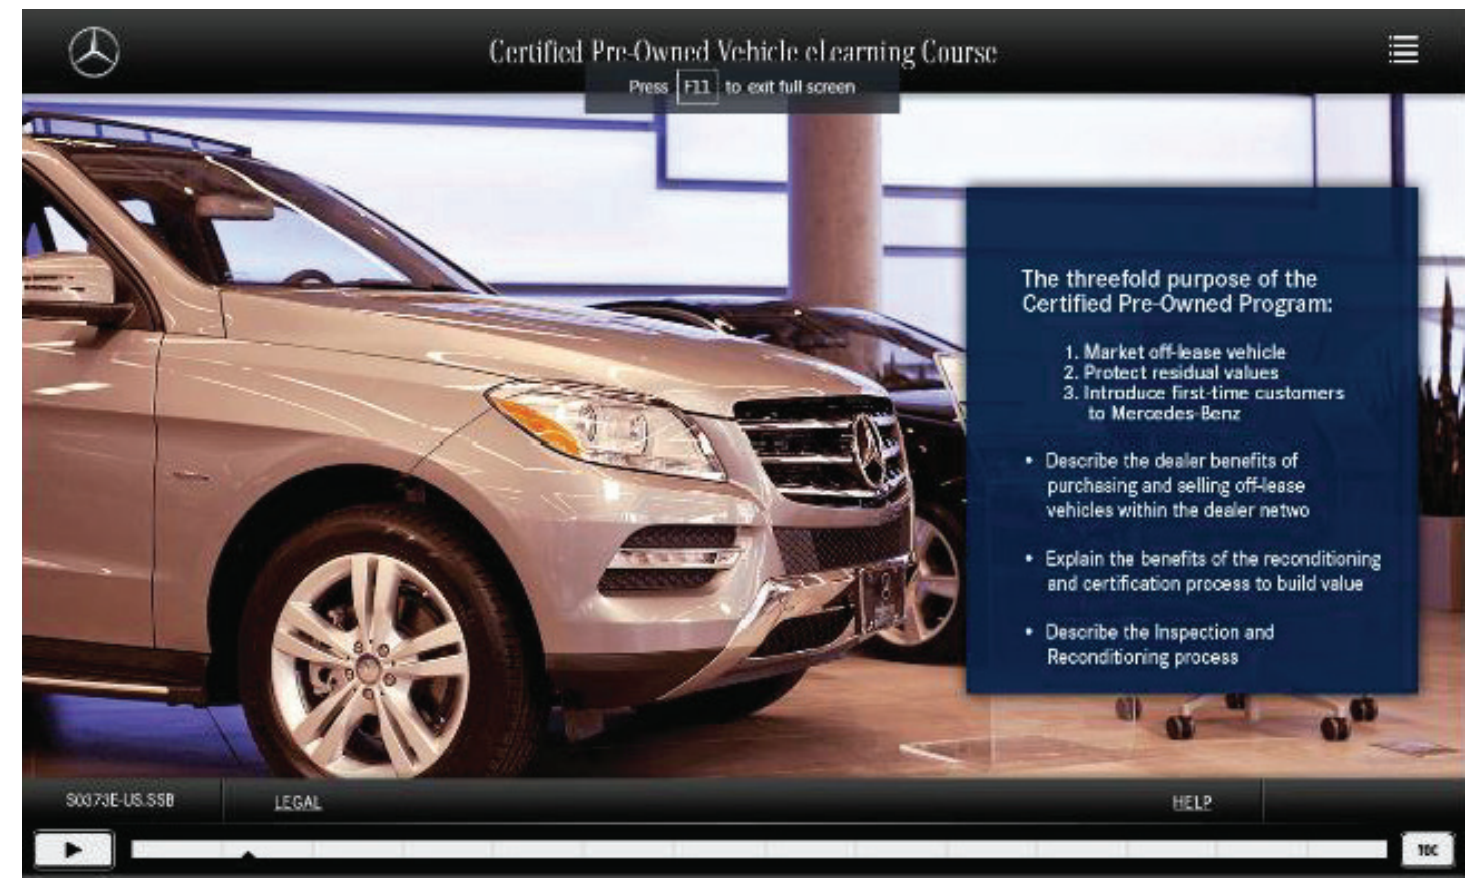 Certified Pre-Owned Vehicle eLearning Course
Press F11 to exit full screen
The threefold purpose of the
Certified Pre-Owned Program:
1. Market off-lease vehicle
2. Protect residual values
3. Introduce first-time customers
to Mercedes-Benz
• Describe the dealer benefits of
purchasing and selling off-lease
vehicles within the dealer netwo
• Explain the benefits of the reconditioning
and certification process to build value
• Describe the Inspection and
Reconditioning process
S0373E-US.SSB
LEGAL
HELP
TOC